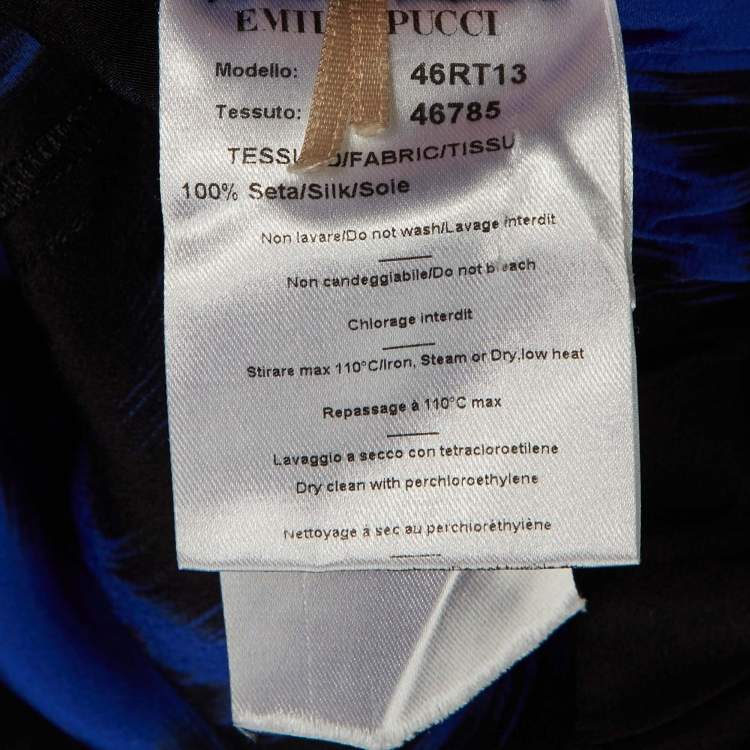 EMILIO PUCCI
Modello: 46RT13
Tessuto: 46785
TESSUTO/FABRIC/TISSU
100% Seta/Silk/Soie
Non lavare/Do not wash/Lavage interdit
Non candeggiabile/Do not bleach
Chlorage interdit
Stirare max 110°C/Iron, Steam or Dry,low heat
Repassage à 110°C max
Lavaggio a secco con tetracloroetilene
Dry clean with perchloroethylene
Nettoyage à sec au perchloréthylène